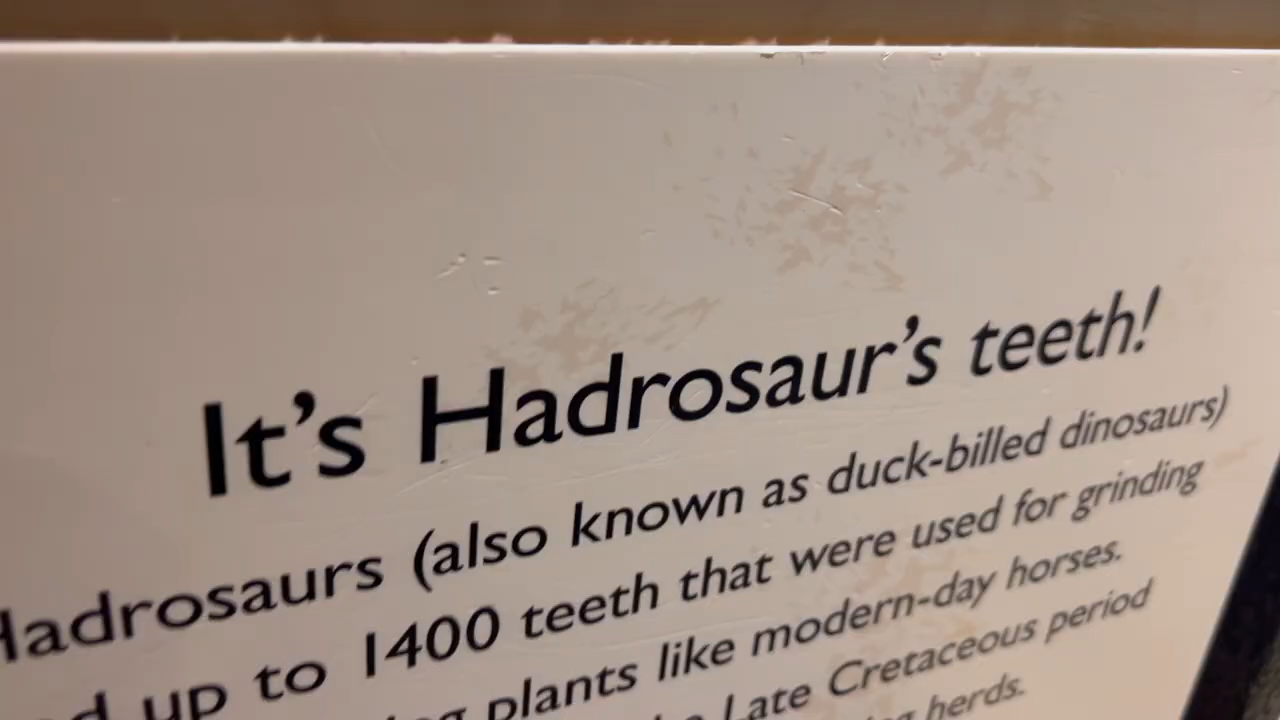 It's Hadrosaur's teeth!
Hadrosaurs (also known as duck-billed dinosaurs)
up to 1400 teeth that were used for grinding
plants like modern-day horses.
Late Cretaceous period
herds.